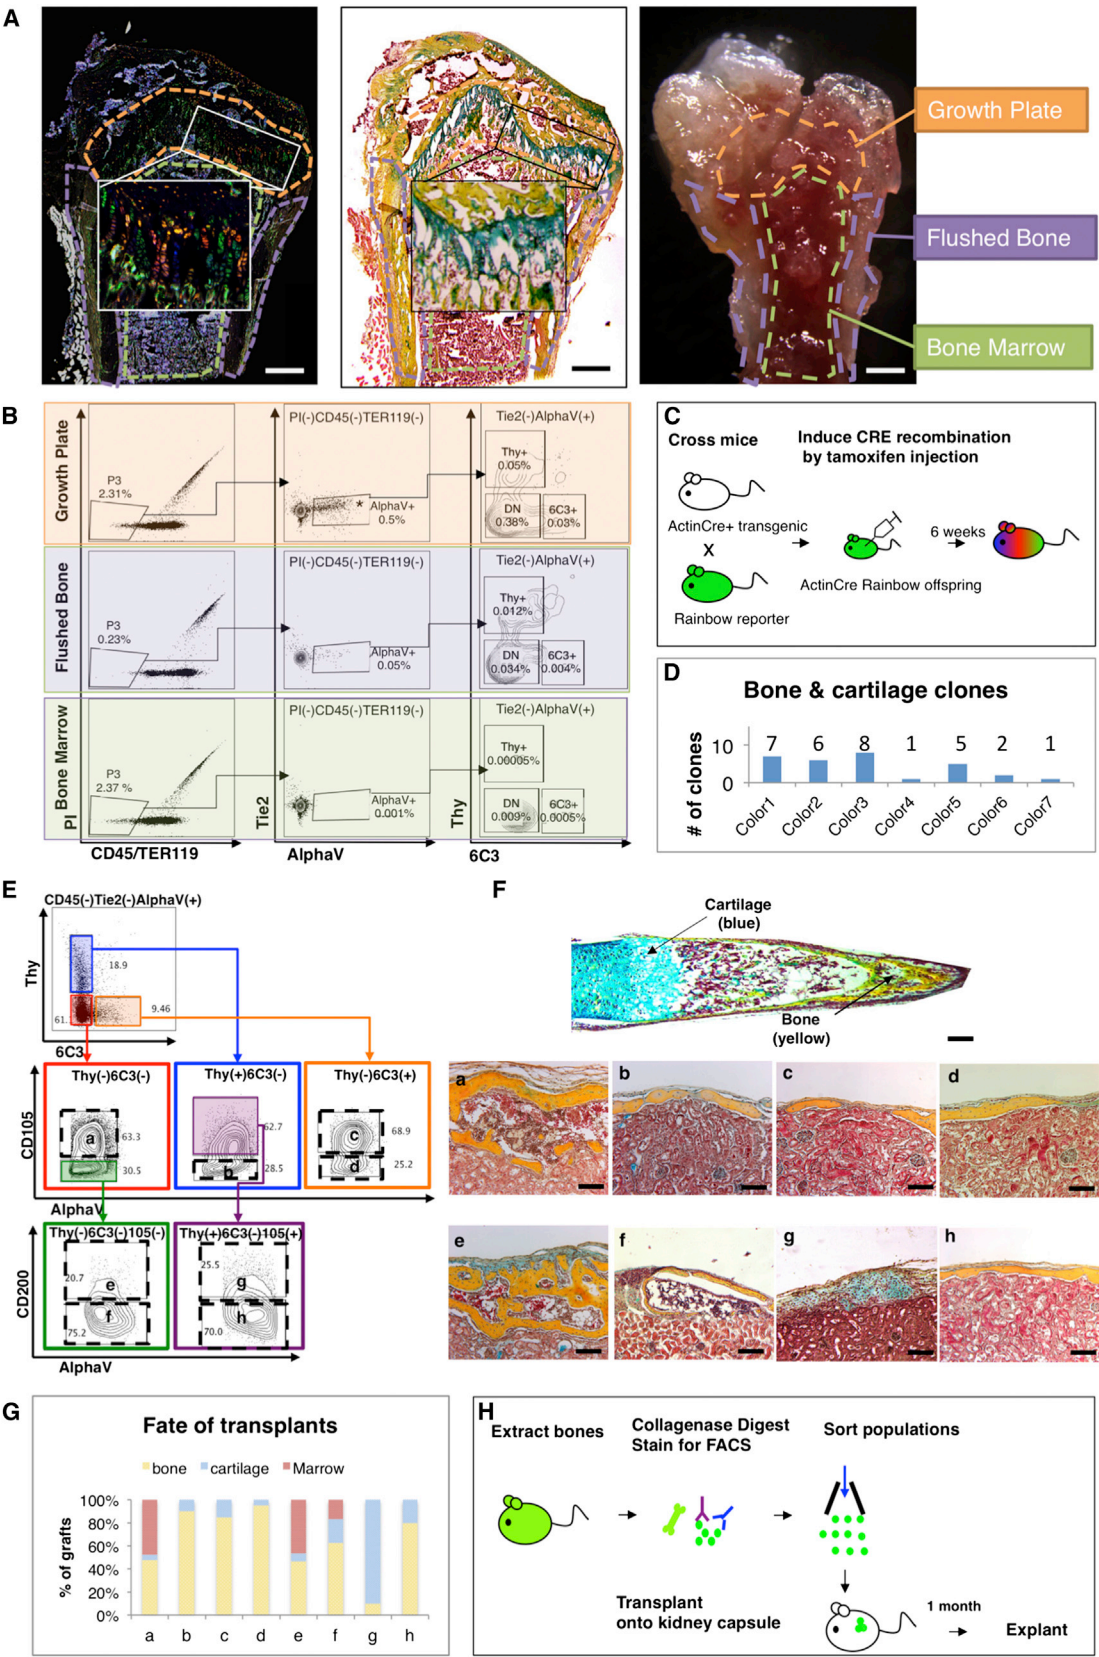 A
Growth Plate
Flushed Bone
Bone Marrow
B
Growth Plate
P3
2.31%
PI(-)CD45(-)TER119(-)
*
AlphaV+
0.5%
Tie2(-)AlphaV(+)
Thy+
0.05%
DN
0.38%
6C3+
0.03%
Flushed Bone
P3
0.23%
PI(-)CD45(-)TER119(-)
AlphaV+
0.05%
Tie2(-)AlphaV(+)
Thy+
0.012%
DN
0.034%
6C3+
0.004%
Bone Marrow
P3
2.37 %
PI(-)CD45(-)TER119(-)
AlphaV+
0.001%
Tie2(-)AlphaV(+)
Thy+
0.00005%
DN
0.009%
6C3+
0.0005%
PI
Tie2
Thy
CD45/TER119
AlphaV
6C3
C
Cross mice
Induce CRE recombination
by tamoxifen injection
ActinCre+ transgenic
X
6 weeks
ActinCre Rainbow offspring
Rainbow reporter
D
Bone & cartilage clones
# of clones
10
0
7 6 8 1 5 2 1
Color1 Color2 Color3 Color4 Color5 Color6 Color7
E
CD45(-)Tie2(-)AlphaV(+)
Thy
18.9
61.
9.46
6C3
Thy(-)6C3(-)
Thy(+)6C3(-)
Thy(-)6C3(+)
CD105
a
63.3
30.5
62.7
b
28.5
c
68.9
d
25.2
AlphaV
Thy(-)6C3(-)105(-)
Thy(+)6C3(-)105(+)
CD200
20.7
e
f
75.2
25.5
g
h
70.0
AlphaV
F
Cartilage
(blue)
Bone
(yellow)
a
b
c
d
e
f
g
h
G
Fate of transplants
bone cartilage Marrow
% of grafts
100%
80%
60%
40%
20%
0%
a b c d e f g h
H
Extract bones
Collagenase Digest
Stain for FACS
Sort populations
Transplant
onto kidney capsule
1 month
Explant